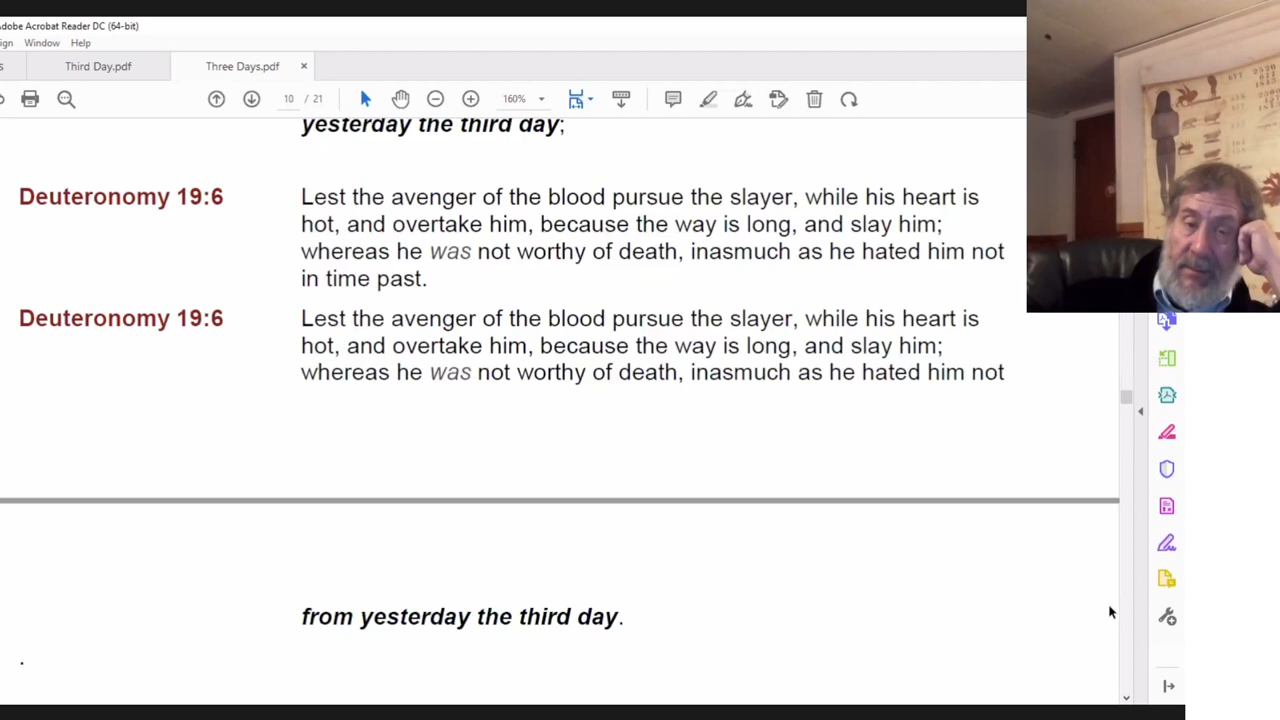 Adobe Acrobat Reader DC (64-bit)
Window Help
Third Day.pdf Three Days.pdf ×
10 / 21 160%
yesterday the third day;
Deuteronomy 19:6 Lest the avenger of the blood pursue the slayer, while his heart is
hot, and overtake him, because the way is long, and slay him;
whereas he was not worthy of death, inasmuch as he hated him not
in time past.
Deuteronomy 19:6 Lest the avenger of the blood pursue the slayer, while his heart is
hot, and overtake him, because the way is long, and slay him;
whereas he was not worthy of death, inasmuch as he hated him not
from yesterday the third day.
.
2520